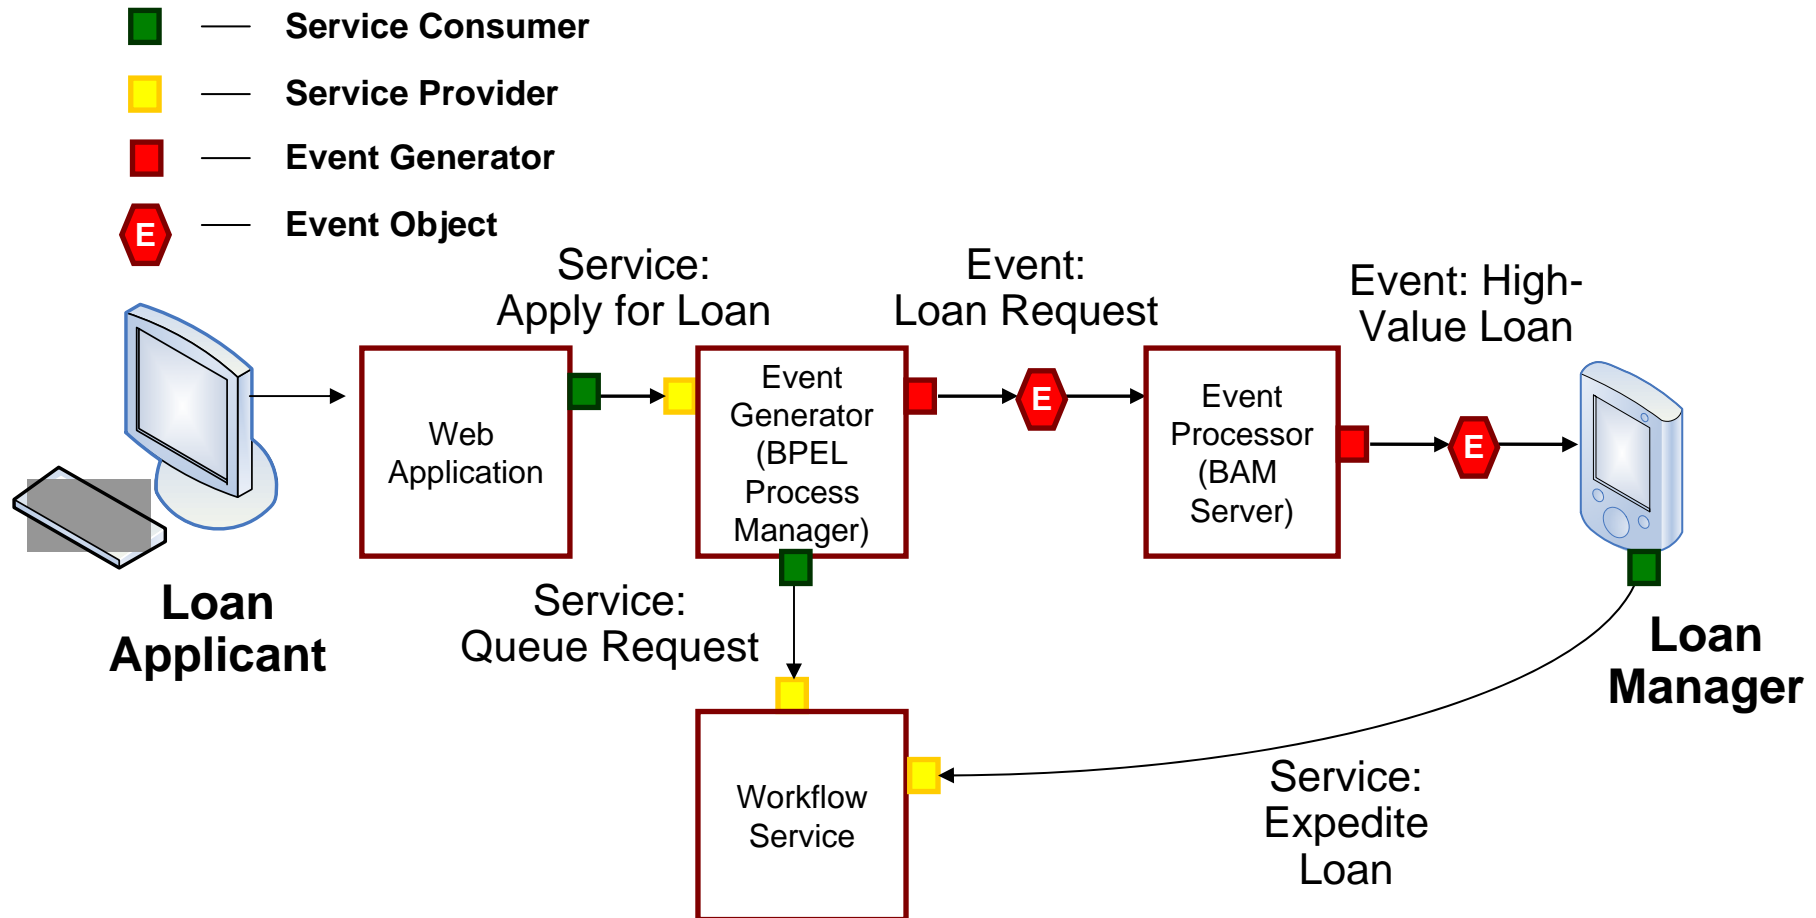 Service Consumer
Service Provider
Event Generator
E
Event Object
Service:
Apply for Loan
Event:
Loan Request
Event: High-
Value Loan
Web
Application
Event
Generator
(BPEL
Process
Manager)
E
Event
Processor
(BAM
Server)
E
Loan
Applicant
Service:
Queue Request
Loan
Manager
Workflow
Service
Service:
Expedite
Loan